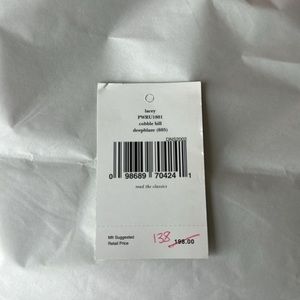 lacey
PWRU1801
cobble hill
deepblaze (605)
DNS2002
0 98689 70424 1
read the classics
Mfr Suggested
Retail Price
138 198.00